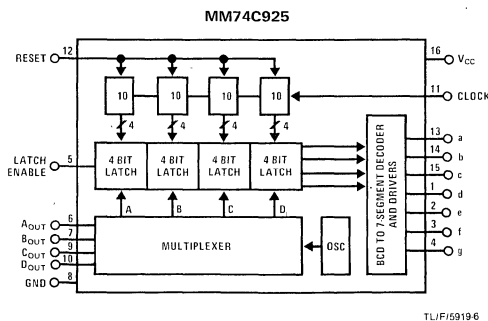 MM74C925
RESET 12
16 VCC
10 10 10 10
11 CLOCK
4 4 4 4
13 a
LATCH ENABLE 5
4 BIT LATCH 4 BIT LATCH 4 BIT LATCH 4 BIT LATCH
14 b
15 c
1 d
2 e
3 f
4 g
BCD TO 7-SEGMENT DECODER AND DRIVERS
A B C D
AOUT 6
BOUT 7
COUT 9
DOUT 10
MULTIPLEXER
OSC
GND 8
TL/F/5919-6